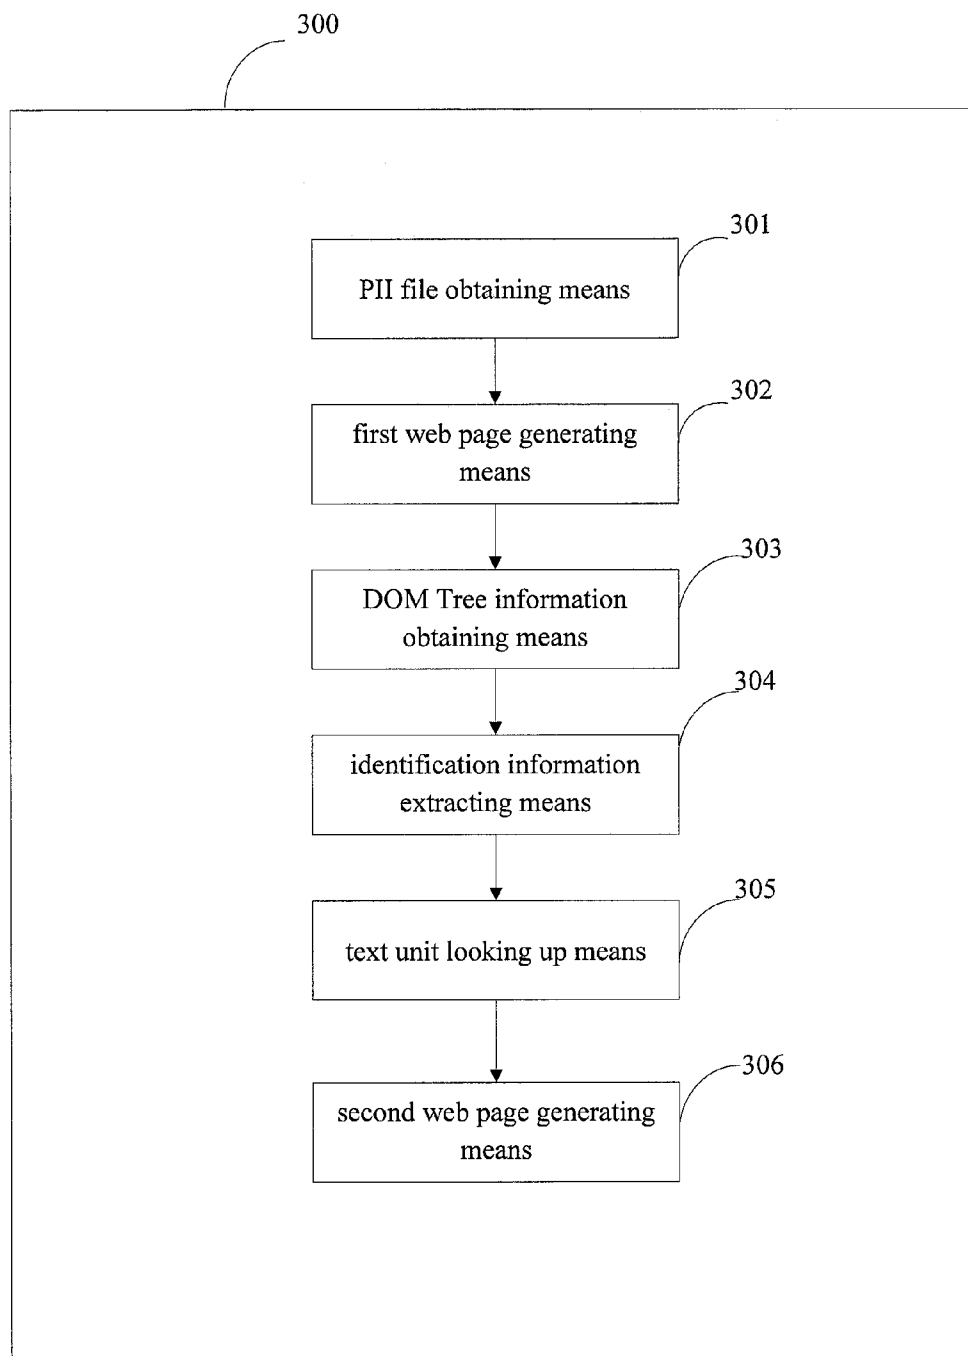 300
301
PII file obtaining means
302
first web page generating
means
303
DOM Tree information
obtaining means
304
identification information
extracting means
305
text unit looking up means
306
second web page generating
means